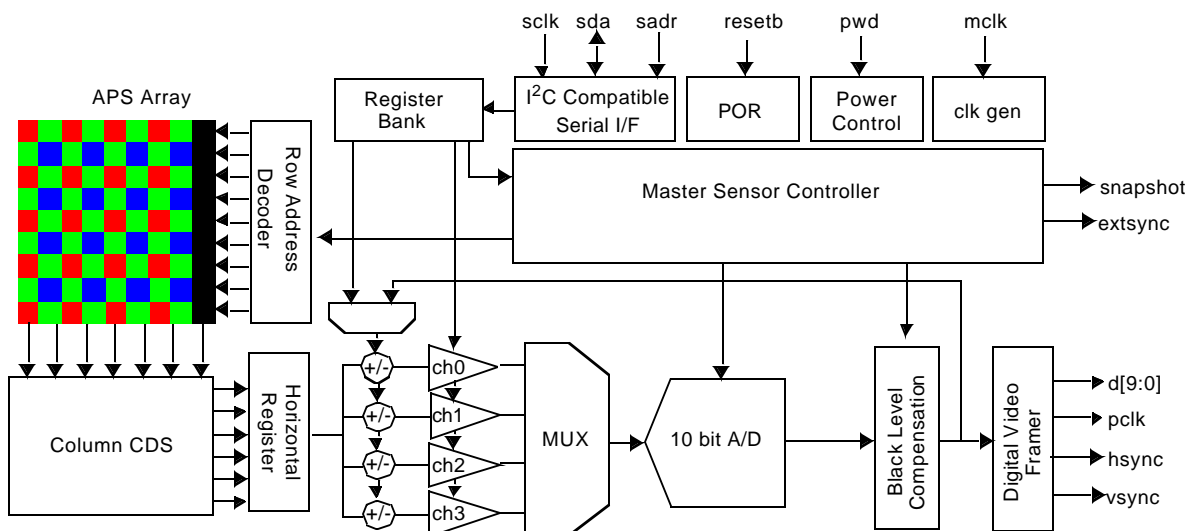 sclk sda sadr resetb pwd mclk
APS Array
Register
Bank
I²C Compatible
Serial I/F
POR
Power
Control
clk gen
Row Address
Decoder
Master Sensor Controller
snapshot
extsync
+/-
ch0
+/-
ch1
+/-
ch2
+/-
ch3
Column CDS
Horizontal
Register
MUX
10 bit A/D
Black Level
Compensation
Digital Video
Framer
d[9:0]
pclk
hsync
vsync